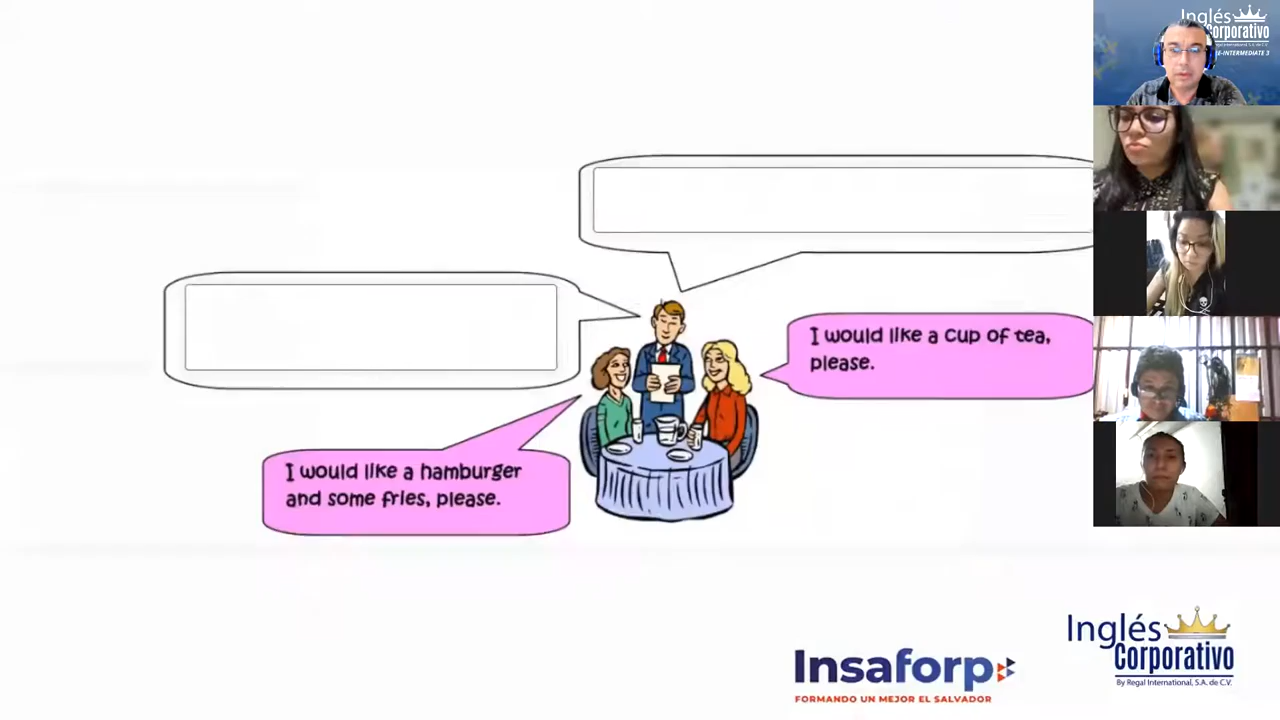 I would like a cup of tea,
please.
I would like a hamburger
and some fries, please.
Insaforp
FORMANDO UN MEJOR EL SALVADOR
Inglés
Corporativo
By Regal International, S.A. de C.V.
Inglés
Corporativo